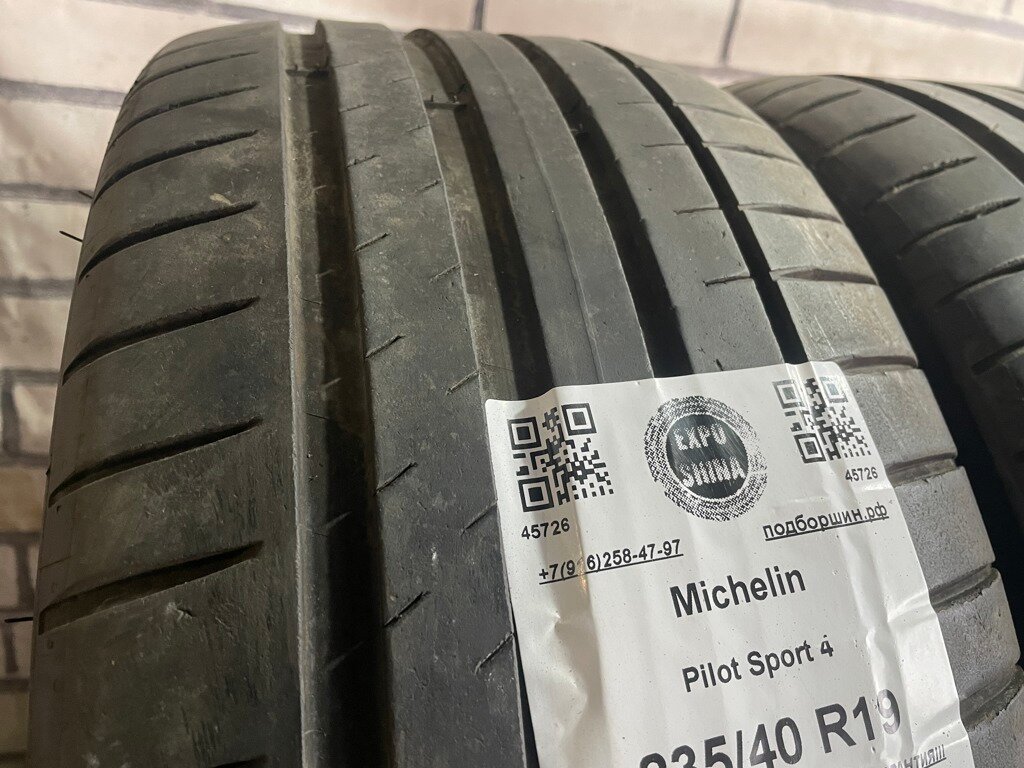 EXPO
SHINA
45726
45726
+7(916)258-47-97
подборшин.рф
Michelin
Pilot Sport 4
235/40 R19